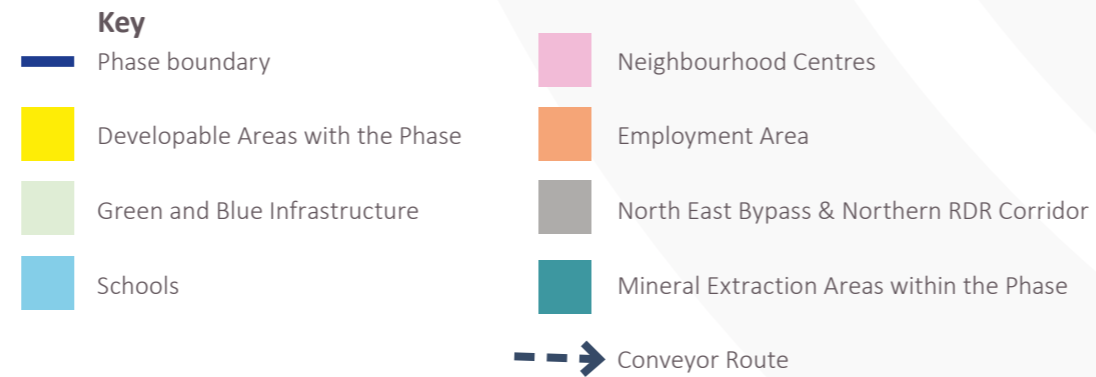 Key
Phase boundary
Developable Areas with the Phase
Green and Blue Infrastructure
Schools
Neighbourhood Centres
Employment Area
North East Bypass & Northern RDR Corridor
Mineral Extraction Areas within the Phase
Conveyor Route